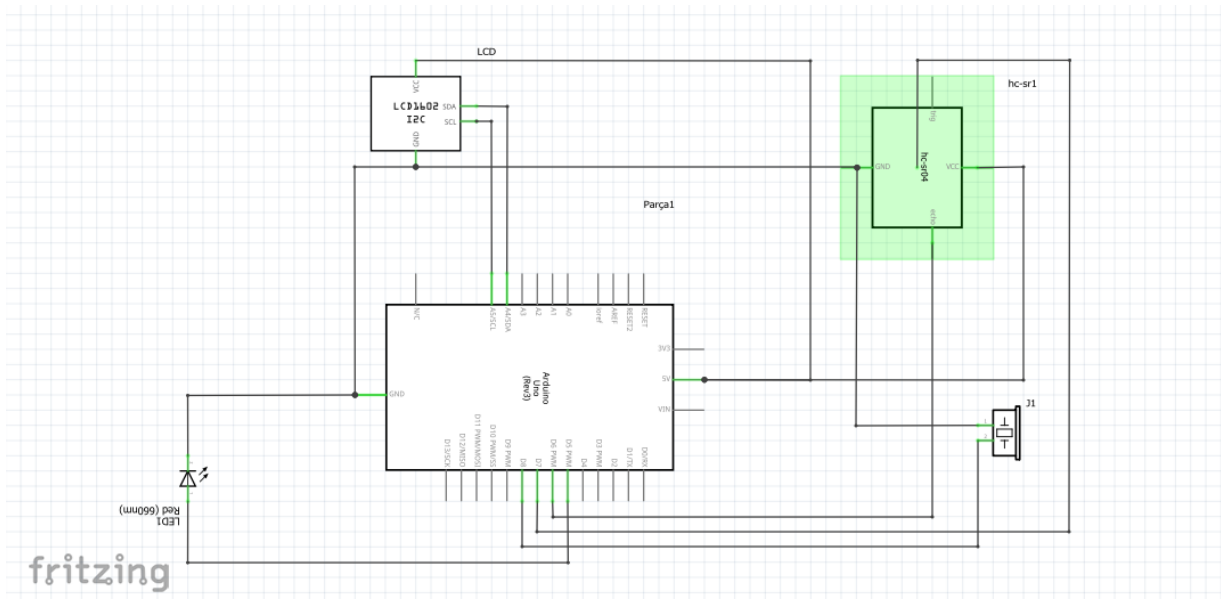 LCD
VCC
LCD1602
I2C
SDA
SCL
GND
hc-sr1
trig
hc-sr04
GND
VCC
echo
Parça1
N/C
A5/SCL
A4/SDA
A3
A2
A1
A0
ioref
AREF
RESET2
RESET
Arduino
Uno
(Rev3)
3V3
5V
VIN
GND
D13/SCK
D12/MISO
D11 PWM/MOSI
D10 PWM/SS
D9 PWM
D8
D7
D6 PWM
D5 PWM
D4
D3 PWM
D2
D1/TX
D0/RX
J1
LED1
Red (660nm)
fritzing